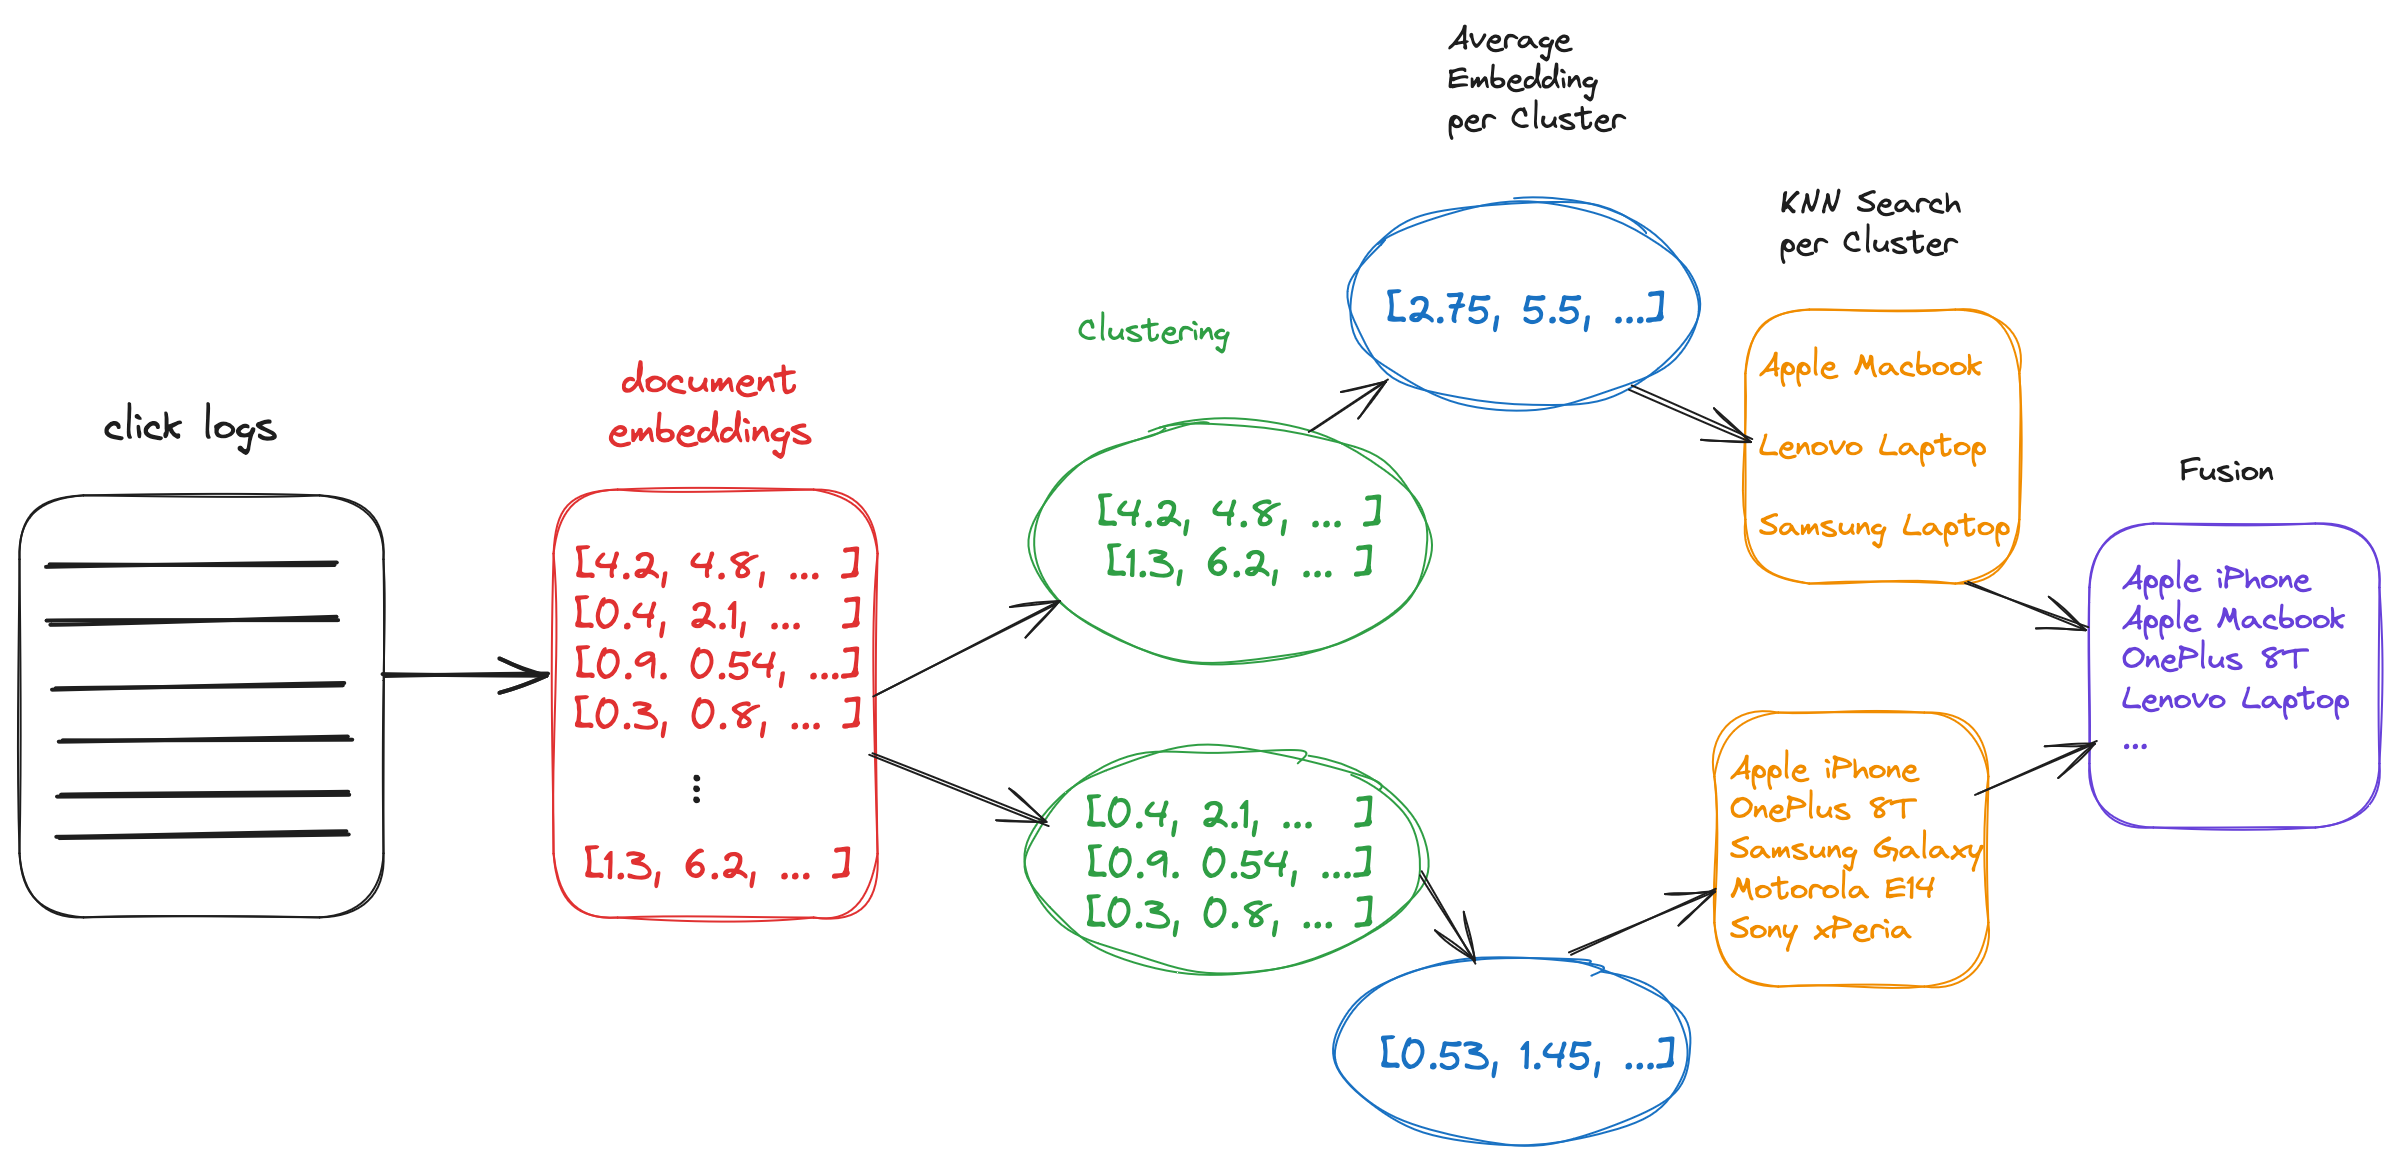 click logs
document
embeddings
[4.2, 4.8, ... ]
[0.4, 2.1, ... ]
[0.9. 0.54, ...]
[0.3, 0.8, ... ]
[1.3, 6.2, ... ]
Clustering
[4.2, 4.8, ... ]
[1.3, 6.2, ... ]
[0.4, 2.1, ... ]
[0.9. 0.54, ...]
[0.3, 0.8, ... ]
Average
Embedding
per Cluster
[2.75, 5.5, ...]
[0.53, 1.45, ...]
KNN Search
per Cluster
Apple Macbook
Lenovo Laptop
Samsung Laptop
Apple iPhone
OnePlus 8T
Samsung Galaxy
Motorola E14
Sony xPeria
Fusion
Apple iPhone
Apple Macbook
OnePlus 8T
Lenovo Laptop
...